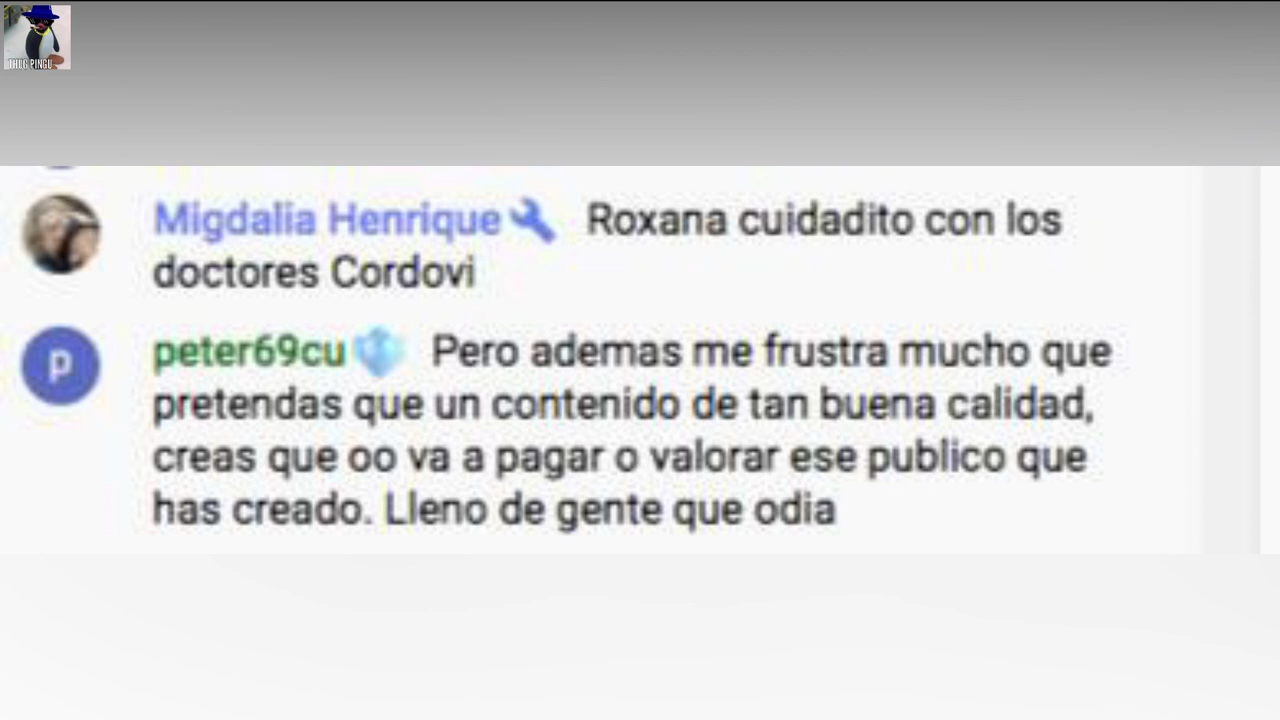 THUG PINGU
Migdalia Henrique Roxana cuidadito con los
doctores Cordovi
P
peter69cu Pero ademas me frustra mucho que
pretendas que un contenido de tan buena calidad,
creas que oo va a pagar o valorar ese publico que
has creado. Lleno de gente que odia